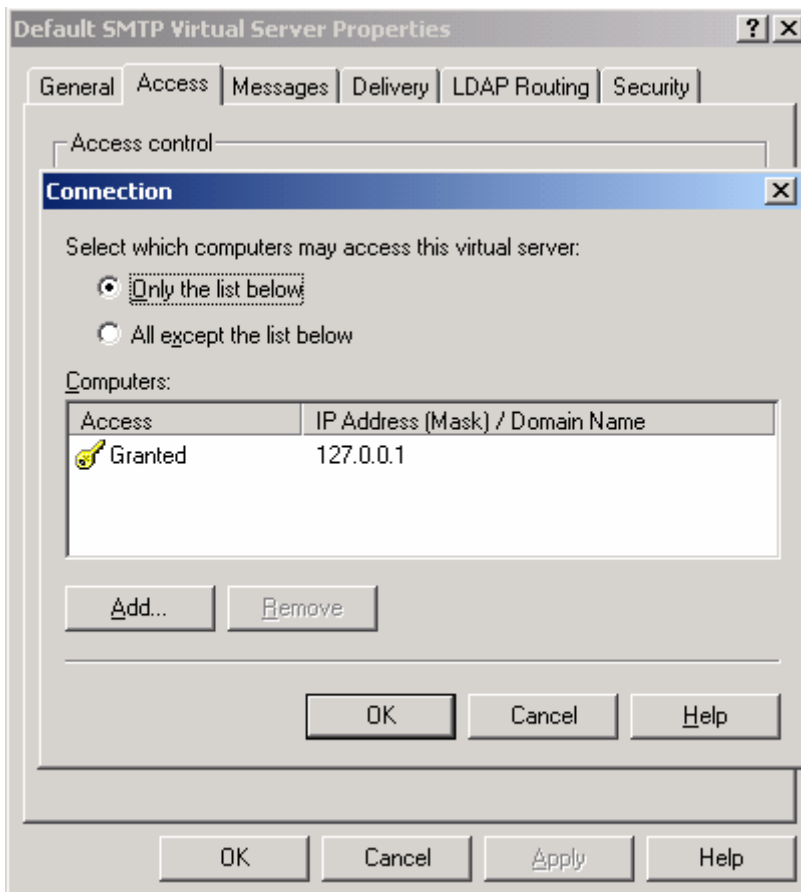 Default SMTP Virtual Server Properties
General Access Messages Delivery LDAP Routing Security
Access control
Connection
Select which computers may access this virtual server:
Only the list below
All except the list below
Computers:
Access IP Address (Mask) / Domain Name
Granted 127.0.0.1
Add... Remove
OK Cancel Help
OK Cancel Apply Help